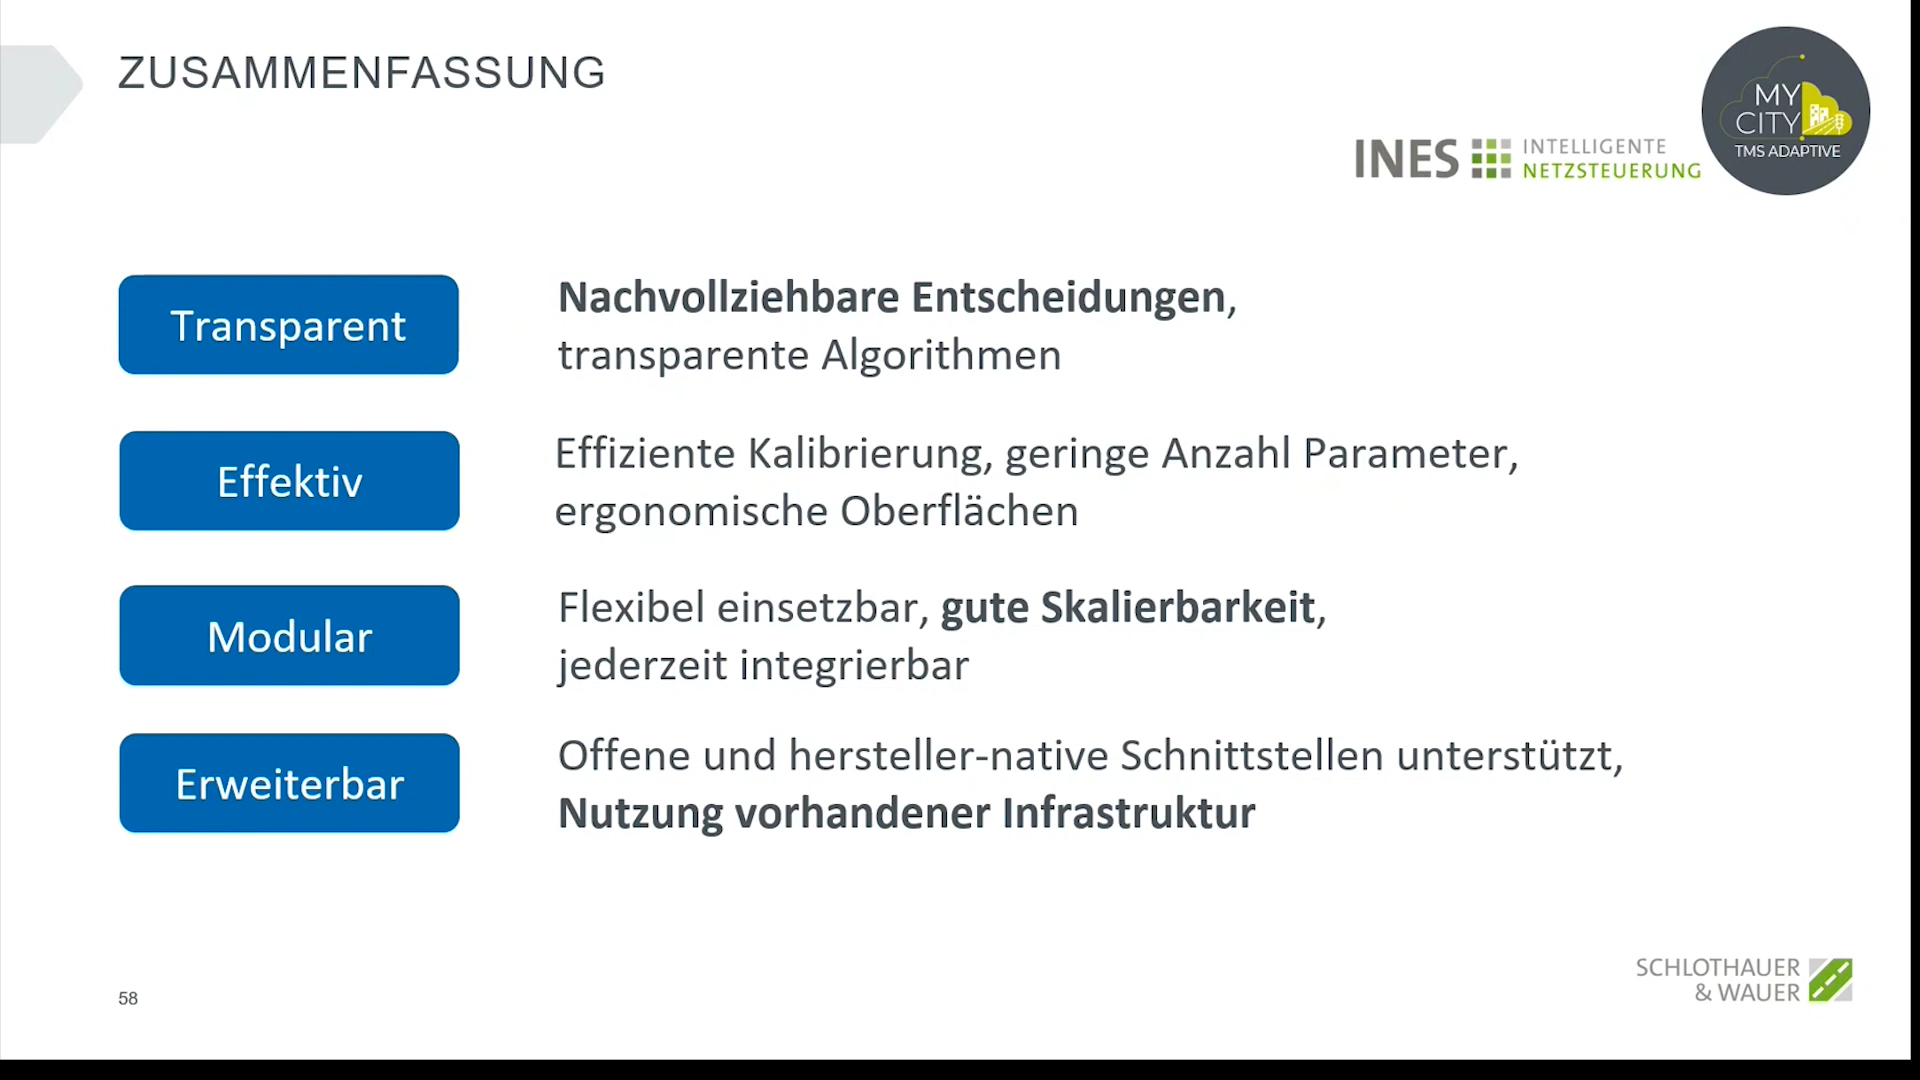 ZUSAMMENFASSUNG
MY
CITY
TMS ADAPTIVE
INES INTELLIGENTE
NETZSTEUERUNG
Transparent
Nachvollziehbare Entscheidungen,
transparente Algorithmen
Effektiv
Effiziente Kalibrierung, geringe Anzahl Parameter,
ergonomische Oberflächen
Modular
Flexibel einsetzbar, gute Skalierbarkeit,
jederzeit integrierbar
Erweiterbar
Offene und hersteller-native Schnittstellen unterstützt,
Nutzung vorhandener Infrastruktur
58
SCHLOTHAUER
& WAUER